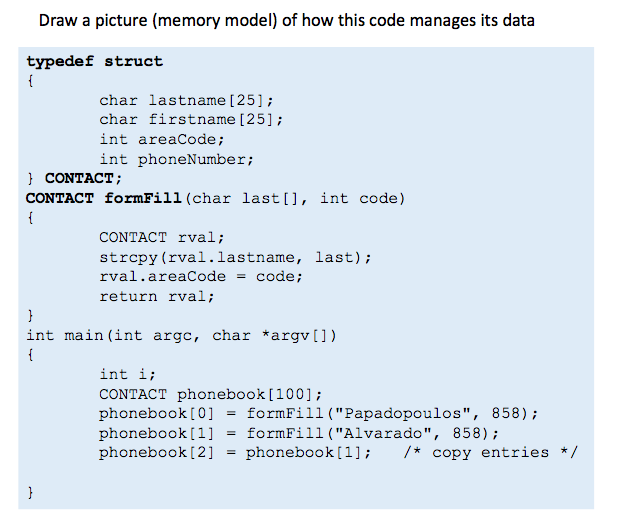 Draw a picture (memory model) of how this code manages its data
typedef struct
{
char lastname[25];
char firstname[25];
int areaCode;
int phoneNumber;
} CONTACT;
CONTACT formFill(char last[], int code)
{
CONTACT rval;
strcpy(rval.lastname, last);
rval.areaCode = code;
return rval;
}
int main(int argc, char *argv[])
{
int i;
CONTACT phonebook[100];
phonebook[0] = formFill("Papadopoulos", 858);
phonebook[1] = formFill("Alvarado", 858);
phonebook[2] = phonebook[1]; /* copy entries */
}